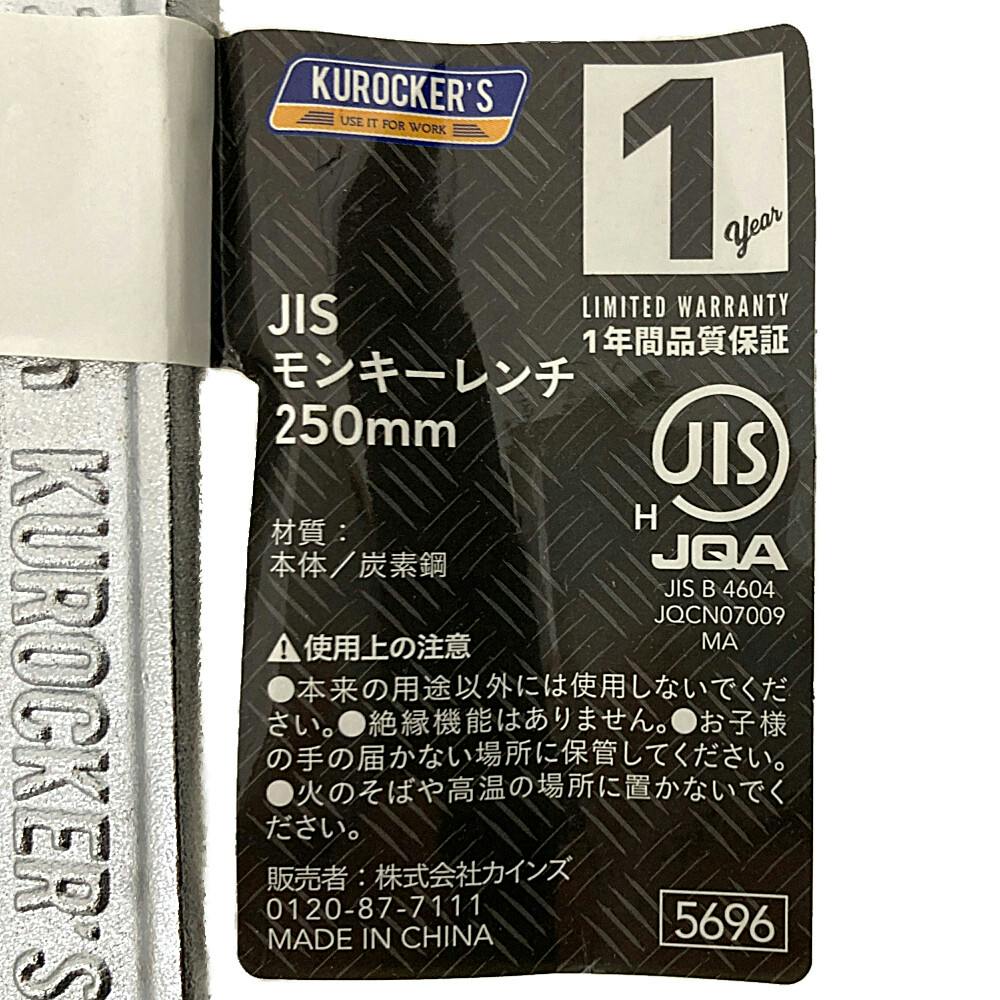 KUROCKER'S
USE IT FOR WORK
1
Year
LIMITED WARRANTY
1年間品質保証
JIS
モンキーレンチ
250mm
JIS
H
JQA
JIS B 4604
JQCN07009
MA
材質：
本体／炭素鋼
⚠使用上の注意
●本来の用途以外には使用しないでくだ
さい。●絶縁機能はありません。●お子様
の手の届かない場所に保管してください。
●火のそばや高温の場所に置かないでく
ださい。
販売者：株式会社カインズ
0120-87-7111
MADE IN CHINA
5696
KUROCKER'S